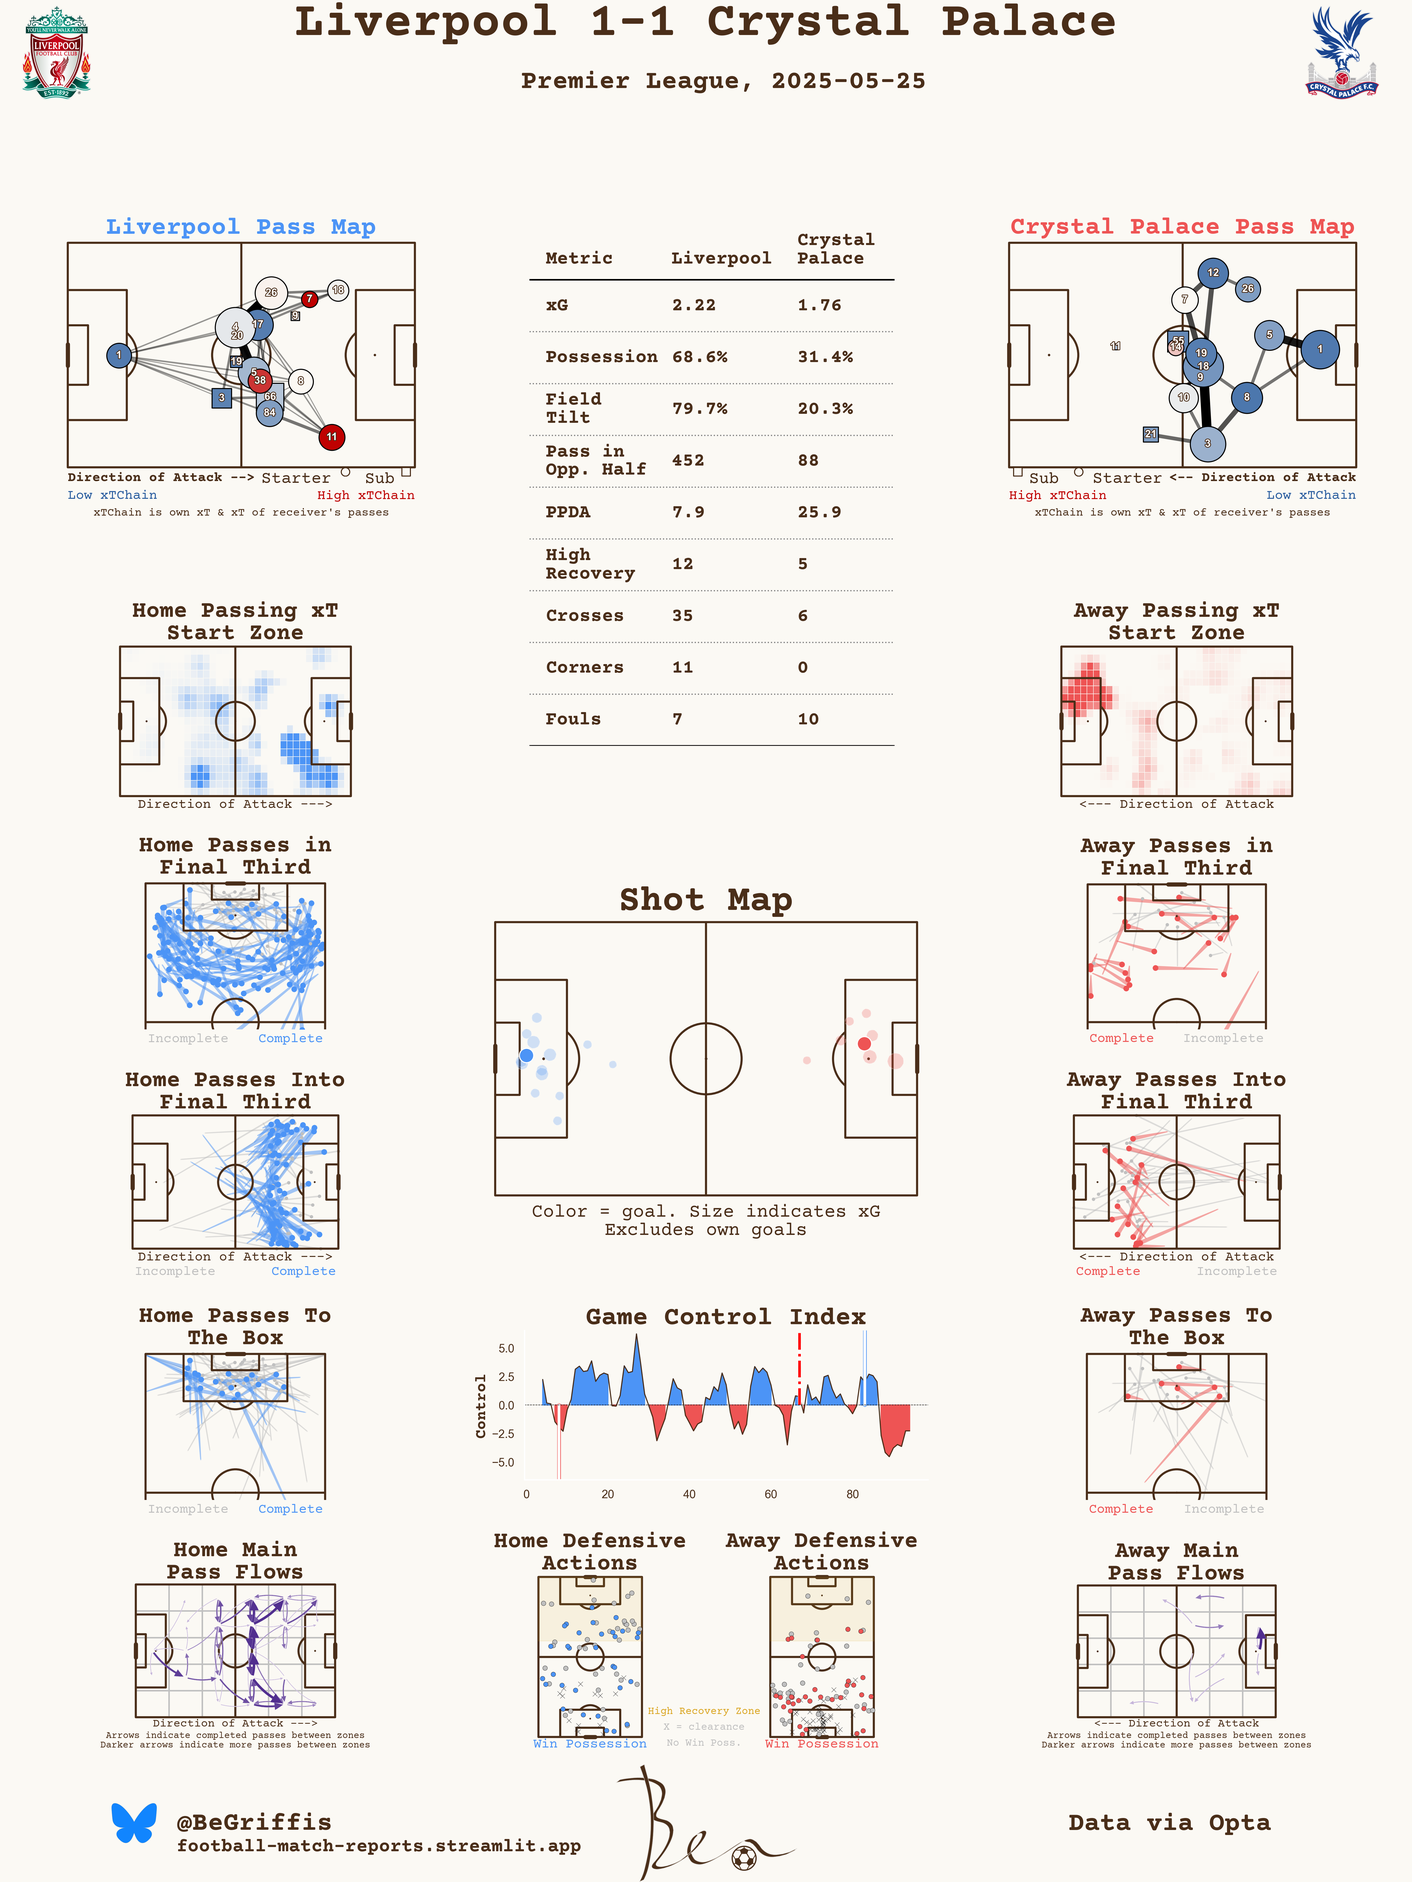 Liverpool 1-1 Crystal Palace
Premier League, 2025-05-25
YOU'LL NEVER WALK ALONE
LIVERPOOL
FOOTBALL CLUB
EST·1892
CRYSTAL PALACE F.C.
Liverpool Pass Map
26
7
18
9
4
17
20
1
19
5
38
8
3
66
84
11
Direction of Attack --> Starter Sub
Low xTChain High xTChain
xTChain is own xT & xT of receiver's passes
Metric Liverpool Crystal Palace
xG 2.22 1.76
Possession 68.6% 31.4%
Field Tilt 79.7% 20.3%
Pass in Opp. Half 452 88
PPDA 7.9 25.9
High Recovery 12 5
Crosses 35 6
Corners 11 0
Fouls 7 10
Crystal Palace Pass Map
12
26
7
5
1
11
55
14
19
18
9
10
8
21
3
Sub Starter <-- Direction of Attack
High xTChain Low xTChain
xTChain is own xT & xT of receiver's passes
Home Passing xT
Start Zone
Direction of Attack --->
Away Passing xT
Start Zone
<--- Direction of Attack
Home Passes in
Final Third
Incomplete Complete
Away Passes in
Final Third
Complete Incomplete
Shot Map
Color = goal. Size indicates xG
Excludes own goals
Home Passes Into
Final Third
Direction of Attack --->
Incomplete Complete
Away Passes Into
Final Third
<--- Direction of Attack
Complete Incomplete
Home Passes To
The Box
Incomplete Complete
Game Control Index
Control
5.0
2.5
0.0
−2.5
−5.0
0 20 40 60 80
Away Passes To
The Box
Complete Incomplete
Home Main
Pass Flows
Direction of Attack --->
Arrows indicate completed passes between zones
Darker arrows indicate more passes between zones
Home Defensive
Actions
Win Possession
High Recovery Zone
X = clearance
No Win Poss.
Away Defensive
Actions
Win Possession
Away Main
Pass Flows
<--- Direction of Attack
Arrows indicate completed passes between zones
Darker arrows indicate more passes between zones
@BeGriffis
football-match-reports.streamlit.app
Ben
Data via Opta